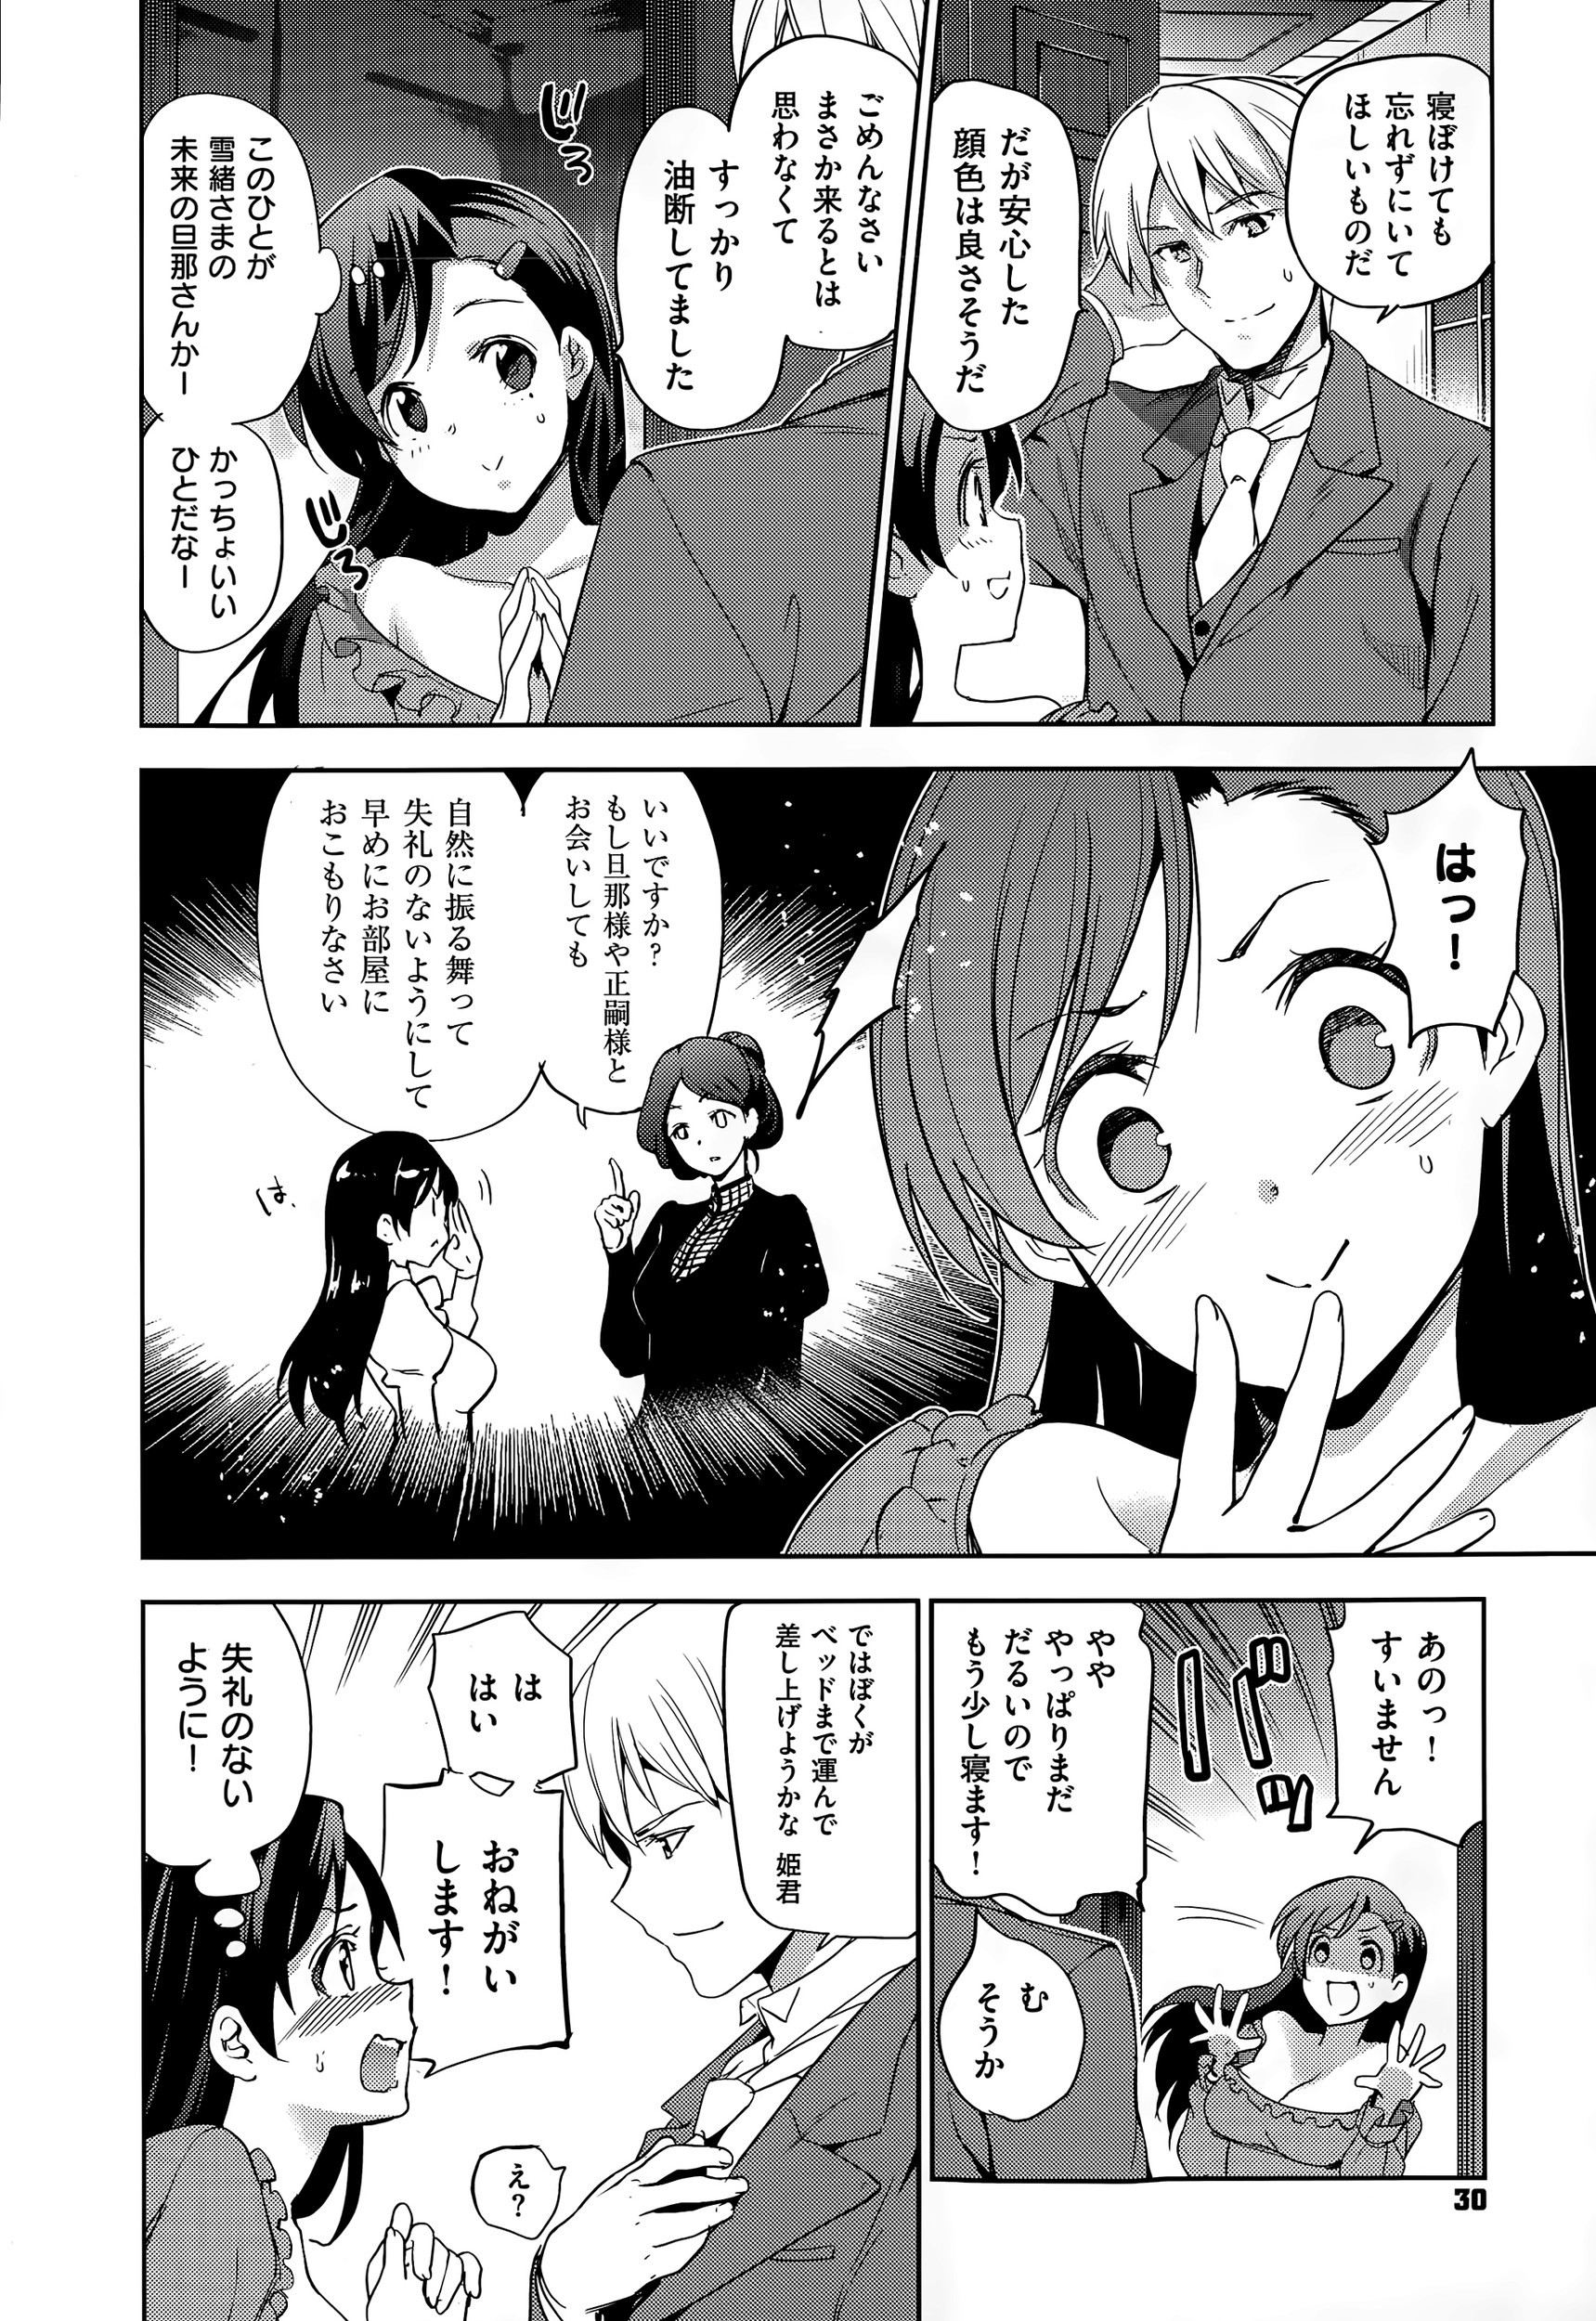 寝ぼけても
忘れずにいて
ほしいものだ
だが安心した
顔色は良さそうだ
ごめんなさい
まさか来るとは
思わなくて
すっかり
油断してました
じろ
じろ
このひとが
雪緒さまの
未来の旦那さんかー
かっちょいい
ひとだなー
はっ！
いいですか？
もし旦那様や正嗣様と
お会いしても
自然に振る舞って
失礼のないようにして
早めにお部屋に
おこもりなさい
は、
あのっ！
すいません
ドドッ
やや
やっぱりまだ
だるいので
もう少し寝ます！
む
そうか
ではぼくが
ベッドまで運んで
差し上げようかな 姫君
は
はい
おねがい
します！
え？
失礼のない
ように！
30